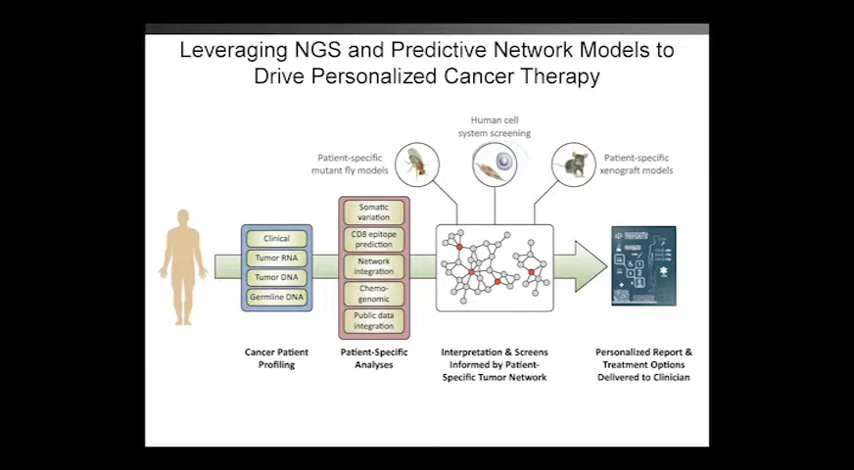 Leveraging NGS and Predictive Network Models to
Drive Personalized Cancer Therapy
Human cell
system screening
Patient-specific
mutant fly models
Patient-specific
xenograft models
Clinical
Tumor RNA
Tumor DNA
Germline DNA
Somatic
variation
CD8 epitope
prediction
Network
integration
Chemo-
genomic
Public data
integration
Cancer Patient
Profiling
Patient-Specific
Analyses
Interpretation & Screens
Informed by Patient-
Specific Tumor Network
Personalized Report &
Treatment Options
Delivered to Clinician